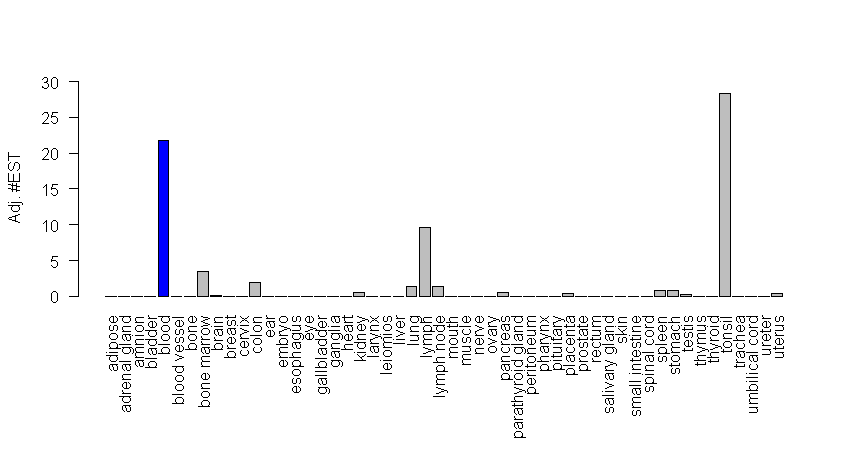 30
25
20
15
10
5
0
Adj. #EST
adipose
adrenal gland
amnion
bladder
blood
blood vessel
bone
bone marrow
brain
breast
cervix
colon
ear
embryo
esophagus
eye
gallbladder
ganglia
heart
kidney
larynx
leiomios
liver
lung
lymph
lymph node
mouth
muscle
nerve
ovary
pancreas
parathyroid gland
peritoneum
pharynx
pituitary
placenta
prostate
rectum
salivary gland
skin
small intestine
spinal cord
spleen
stomach
testis
thymus
thyroid
tonsil
trachea
umbilical cord
ureter
uterus